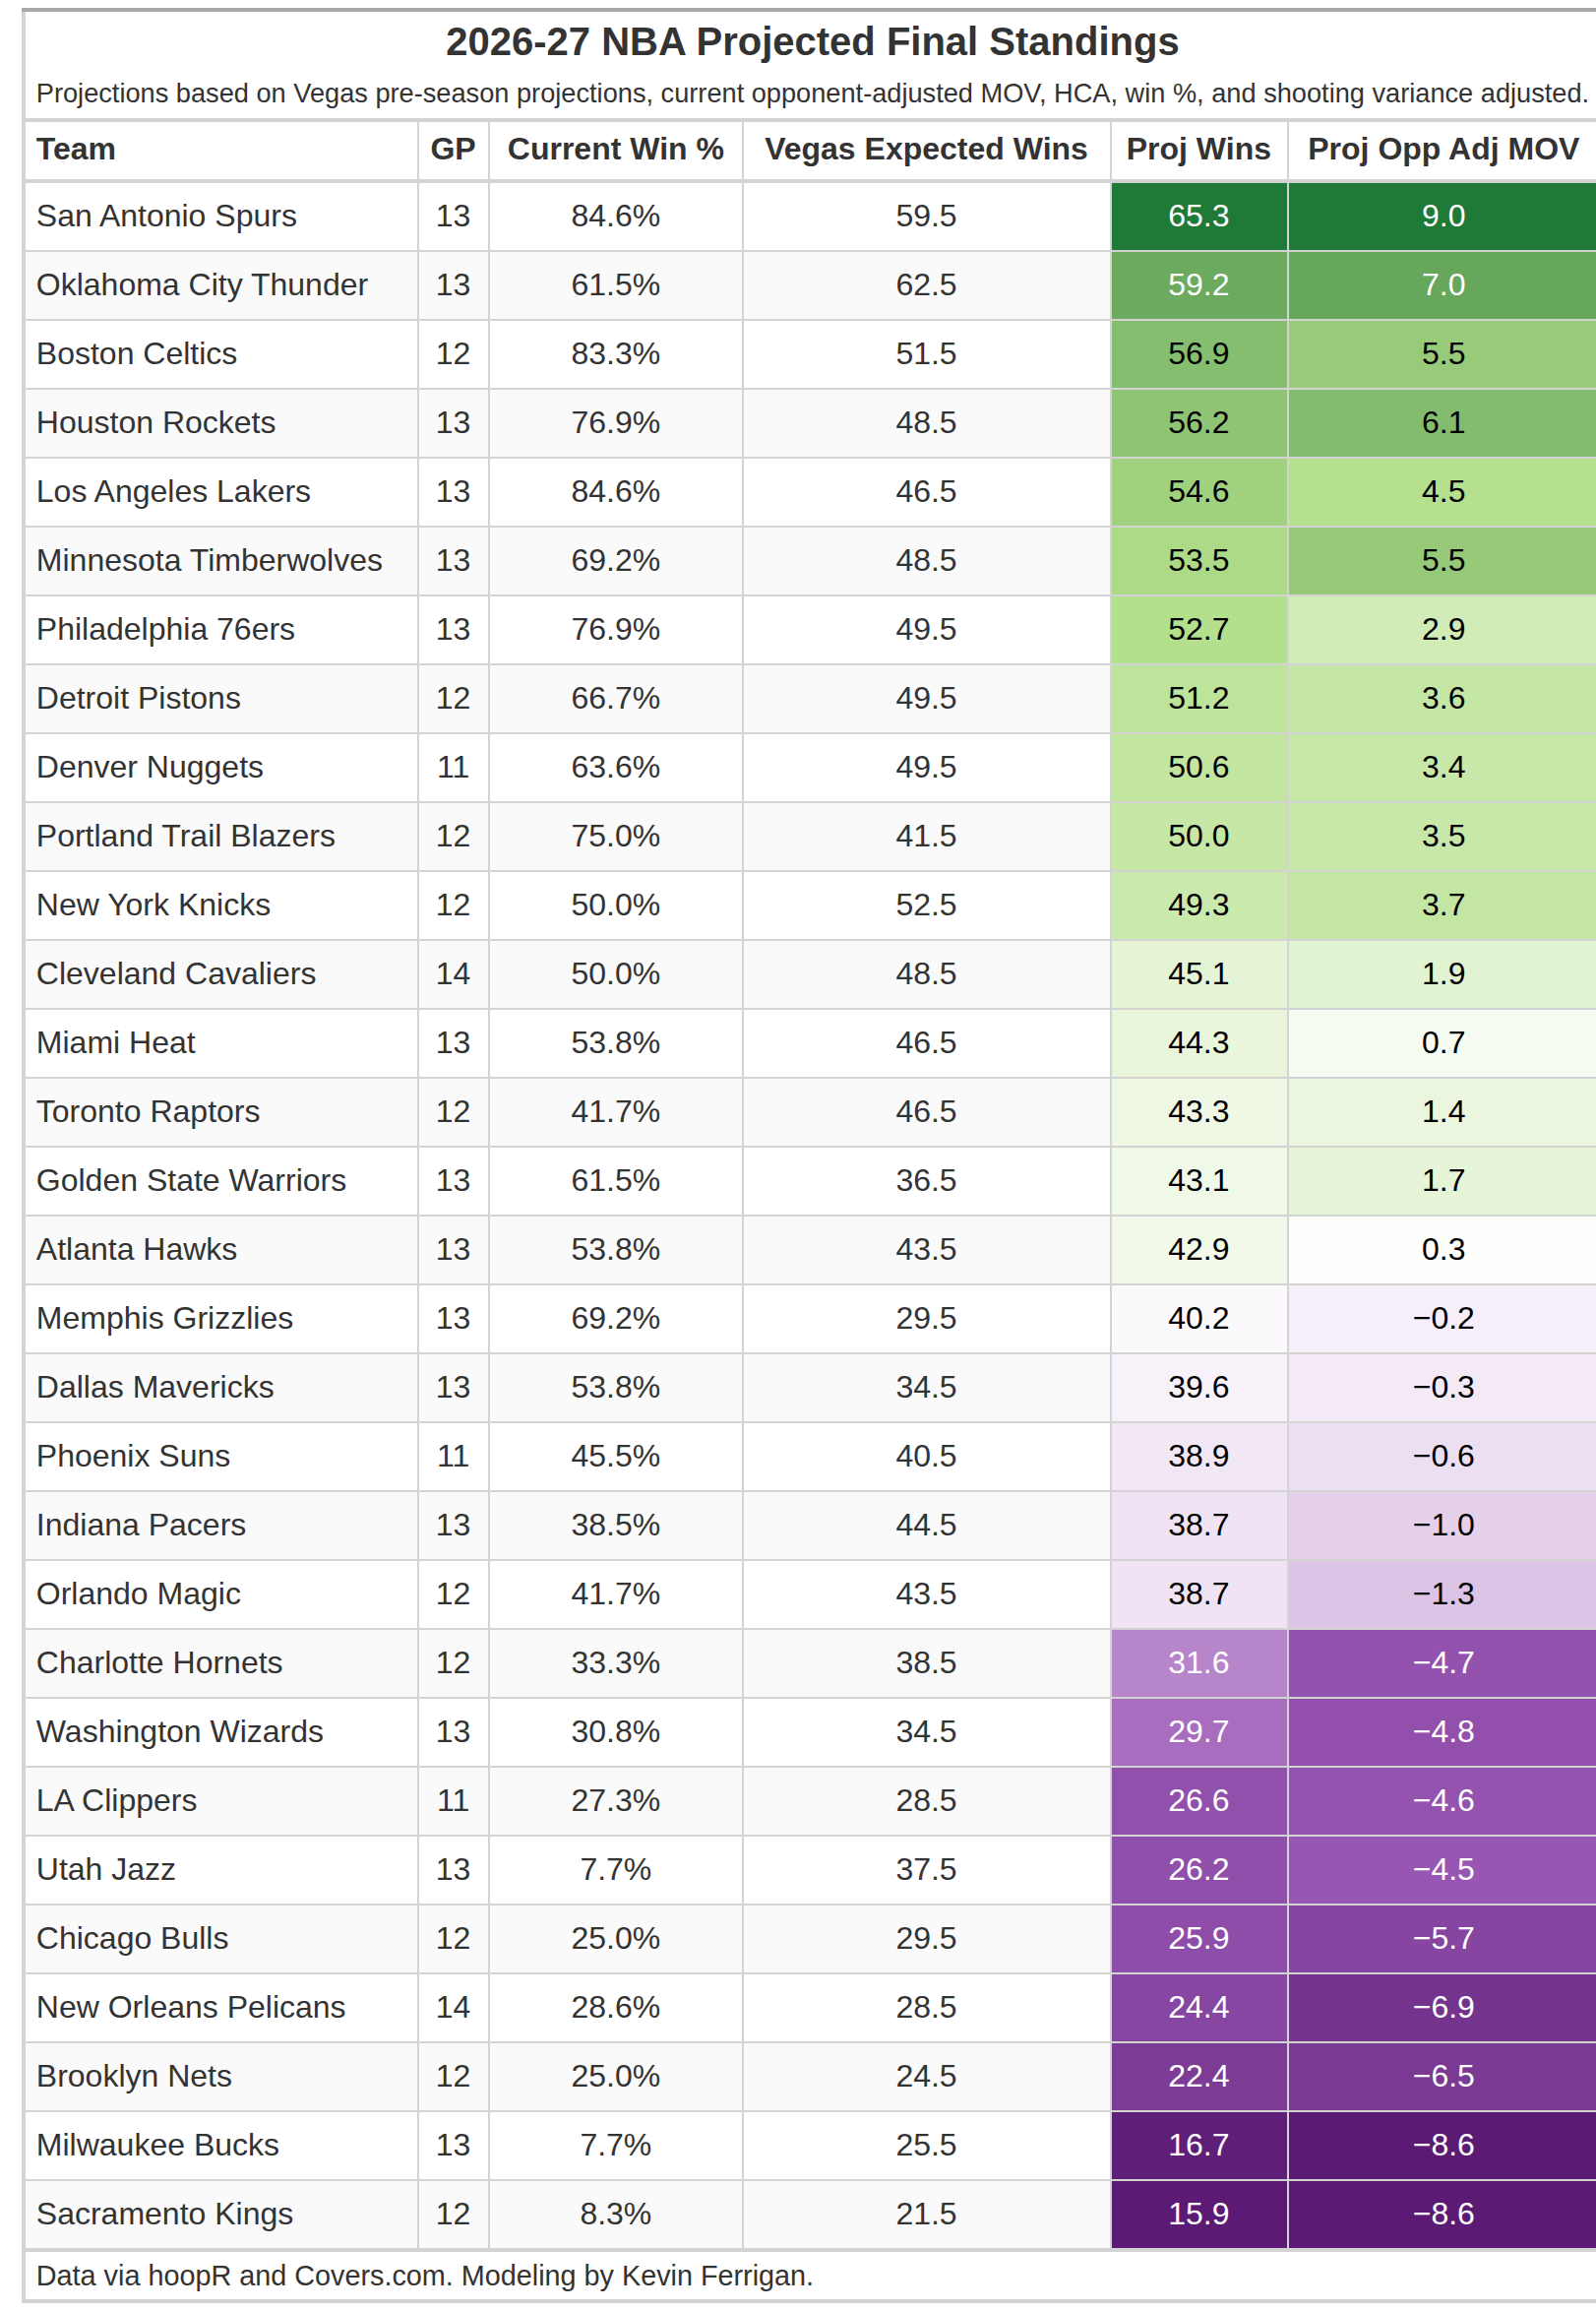 2026-27 NBA Projected Final Standings
Projections based on Vegas pre-season projections, current opponent-adjusted MOV, HCA, win %, and shooting variance adjusted.
Team GP Current Win % Vegas Expected Wins Proj Wins Proj Opp Adj MOV
San Antonio Spurs 13 84.6% 59.5 65.3 9.0
Oklahoma City Thunder 13 61.5% 62.5 59.2 7.0
Boston Celtics 12 83.3% 51.5 56.9 5.5
Houston Rockets 13 76.9% 48.5 56.2 6.1
Los Angeles Lakers 13 84.6% 46.5 54.6 4.5
Minnesota Timberwolves 13 69.2% 48.5 53.5 5.5
Philadelphia 76ers 13 76.9% 49.5 52.7 2.9
Detroit Pistons 12 66.7% 49.5 51.2 3.6
Denver Nuggets 11 63.6% 49.5 50.6 3.4
Portland Trail Blazers 12 75.0% 41.5 50.0 3.5
New York Knicks 12 50.0% 52.5 49.3 3.7
Cleveland Cavaliers 14 50.0% 48.5 45.1 1.9
Miami Heat 13 53.8% 46.5 44.3 0.7
Toronto Raptors 12 41.7% 46.5 43.3 1.4
Golden State Warriors 13 61.5% 36.5 43.1 1.7
Atlanta Hawks 13 53.8% 43.5 42.9 0.3
Memphis Grizzlies 13 69.2% 29.5 40.2 −0.2
Dallas Mavericks 13 53.8% 34.5 39.6 −0.3
Phoenix Suns 11 45.5% 40.5 38.9 −0.6
Indiana Pacers 13 38.5% 44.5 38.7 −1.0
Orlando Magic 12 41.7% 43.5 38.7 −1.3
Charlotte Hornets 12 33.3% 38.5 31.6 −4.7
Washington Wizards 13 30.8% 34.5 29.7 −4.8
LA Clippers 11 27.3% 28.5 26.6 −4.6
Utah Jazz 13 7.7% 37.5 26.2 −4.5
Chicago Bulls 12 25.0% 29.5 25.9 −5.7
New Orleans Pelicans 14 28.6% 28.5 24.4 −6.9
Brooklyn Nets 12 25.0% 24.5 22.4 −6.5
Milwaukee Bucks 13 7.7% 25.5 16.7 −8.6
Sacramento Kings 12 8.3% 21.5 15.9 −8.6
Data via hoopR and Covers.com. Modeling by Kevin Ferrigan.